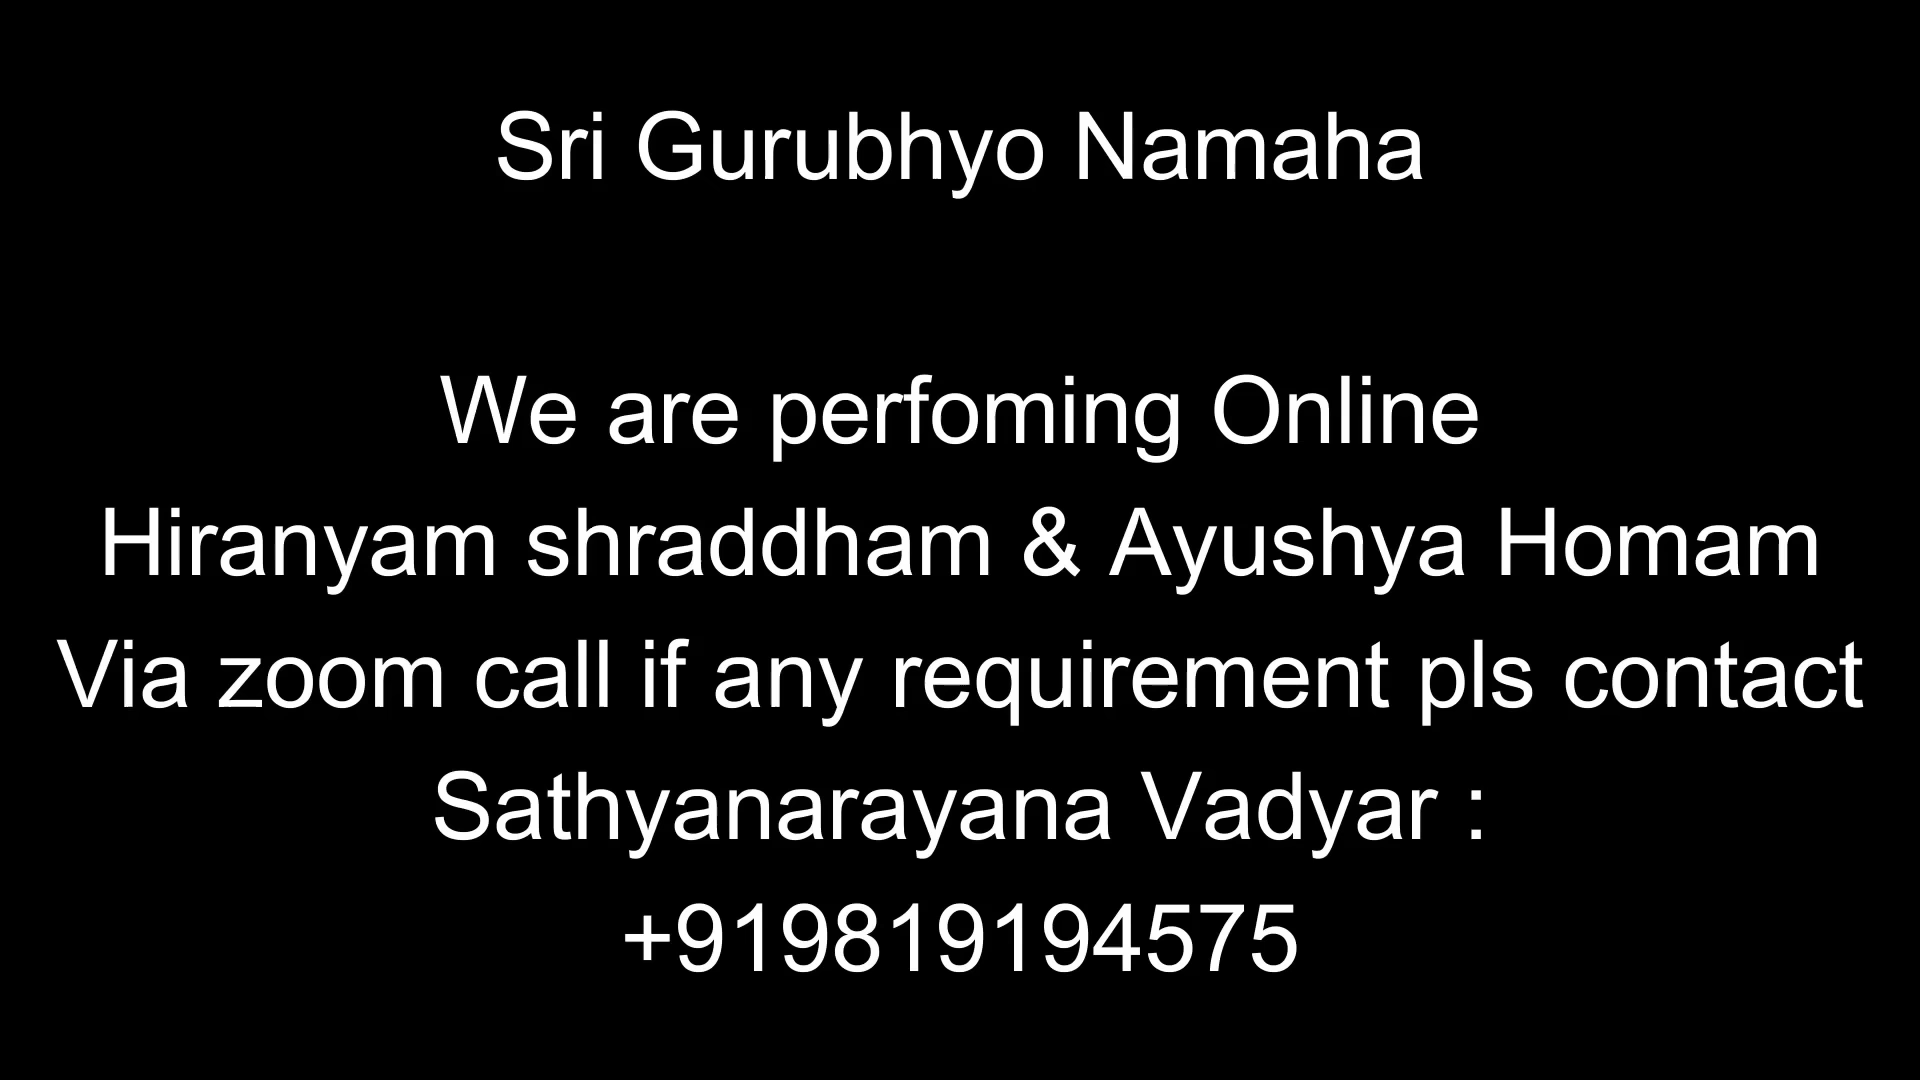 Sri Gurubhyo Namaha
We are perfoming Online
Hiranyam shraddham & Ayushya Homam
Via zoom call if any requirement pls contact
Sathyanarayana Vadyar :
+919819194575